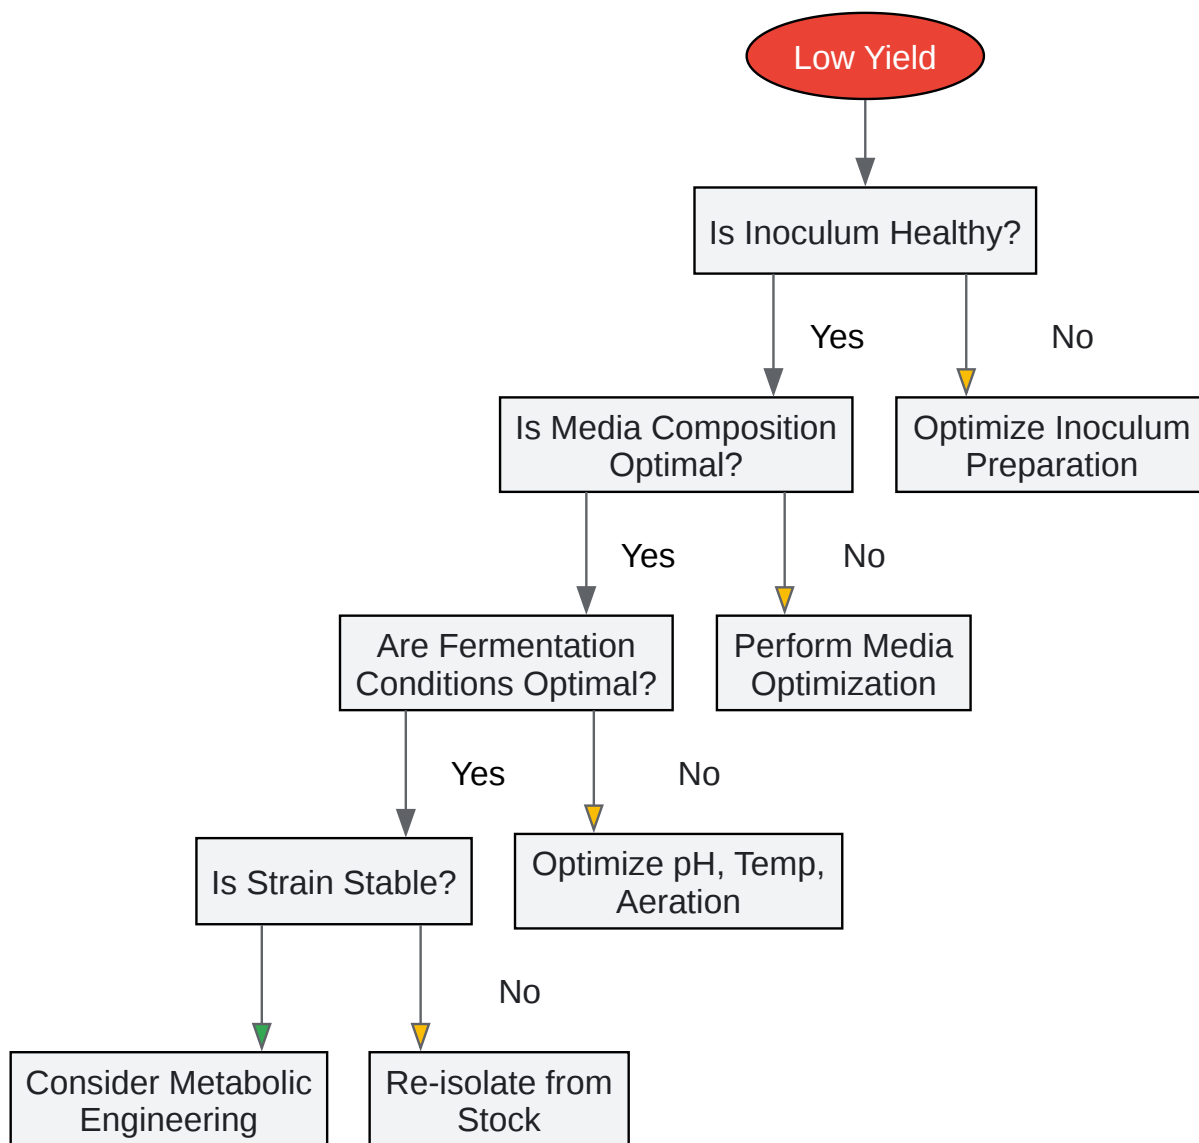 Low Yield
Is Inoculum Healthy?
Yes
No
Is Media Composition
Optimal?
Optimize Inoculum
Preparation
Yes
No
Are Fermentation
Conditions Optimal?
Perform Media
Optimization
Yes
No
Is Strain Stable?
Optimize pH, Temp,
Aeration
No
Consider Metabolic
Engineering
Re-isolate from
Stock